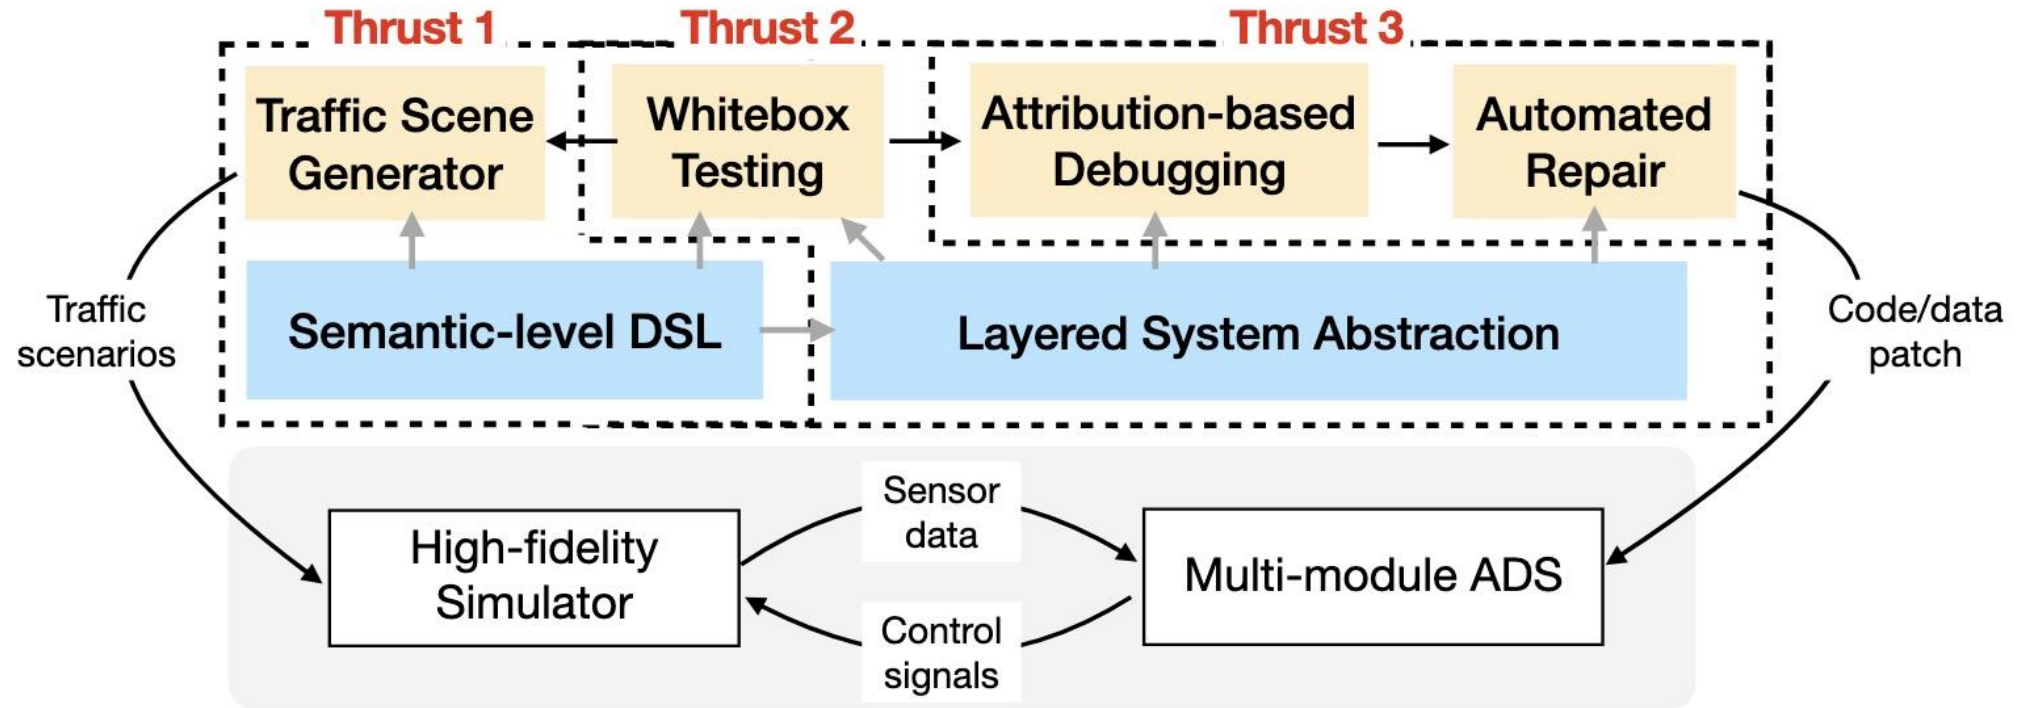 Thrust 1
Thrust 2
Thrust 3
Traffic Scene
Generator
Whitebox
Testing
Attribution-based
Debugging
Automated
Repair
Semantic-level DSL
Layered System Abstraction
Traffic
scenarios
Code/data
patch
High-fidelity
Simulator
Sensor
data
Control
signals
Multi-module ADS